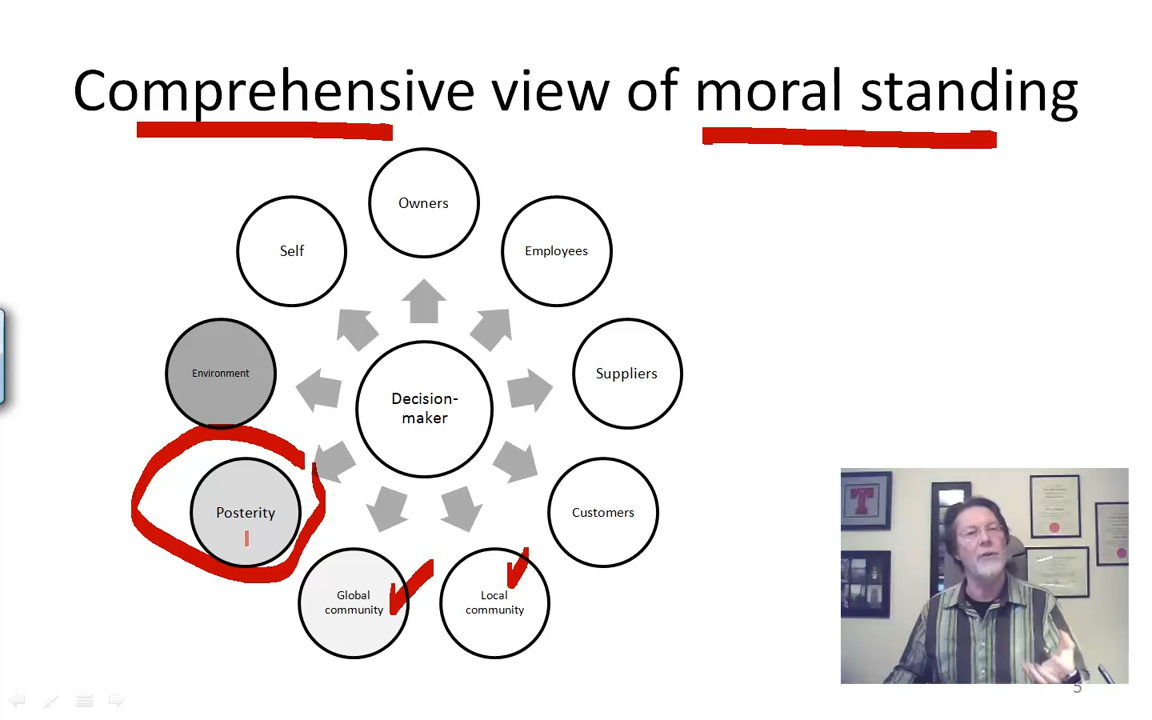 Comprehensive view of moral standing
Owners
Self
Employees
Environment
Suppliers
Decision-
maker
Posterity
Customers
Global
community
Local
community
T
5